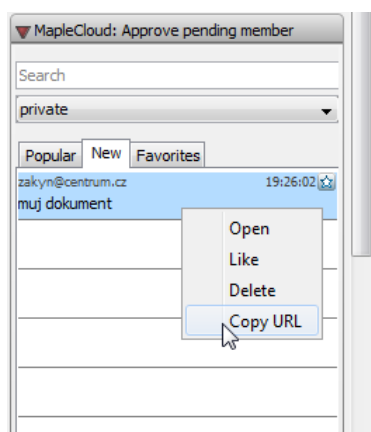 MapleCloud: Approve pending member
Search
private
Popular New Favorites
zakyn@centrum.cz 19:26:02
muj dokument
Open
Like
Delete
Copy URL